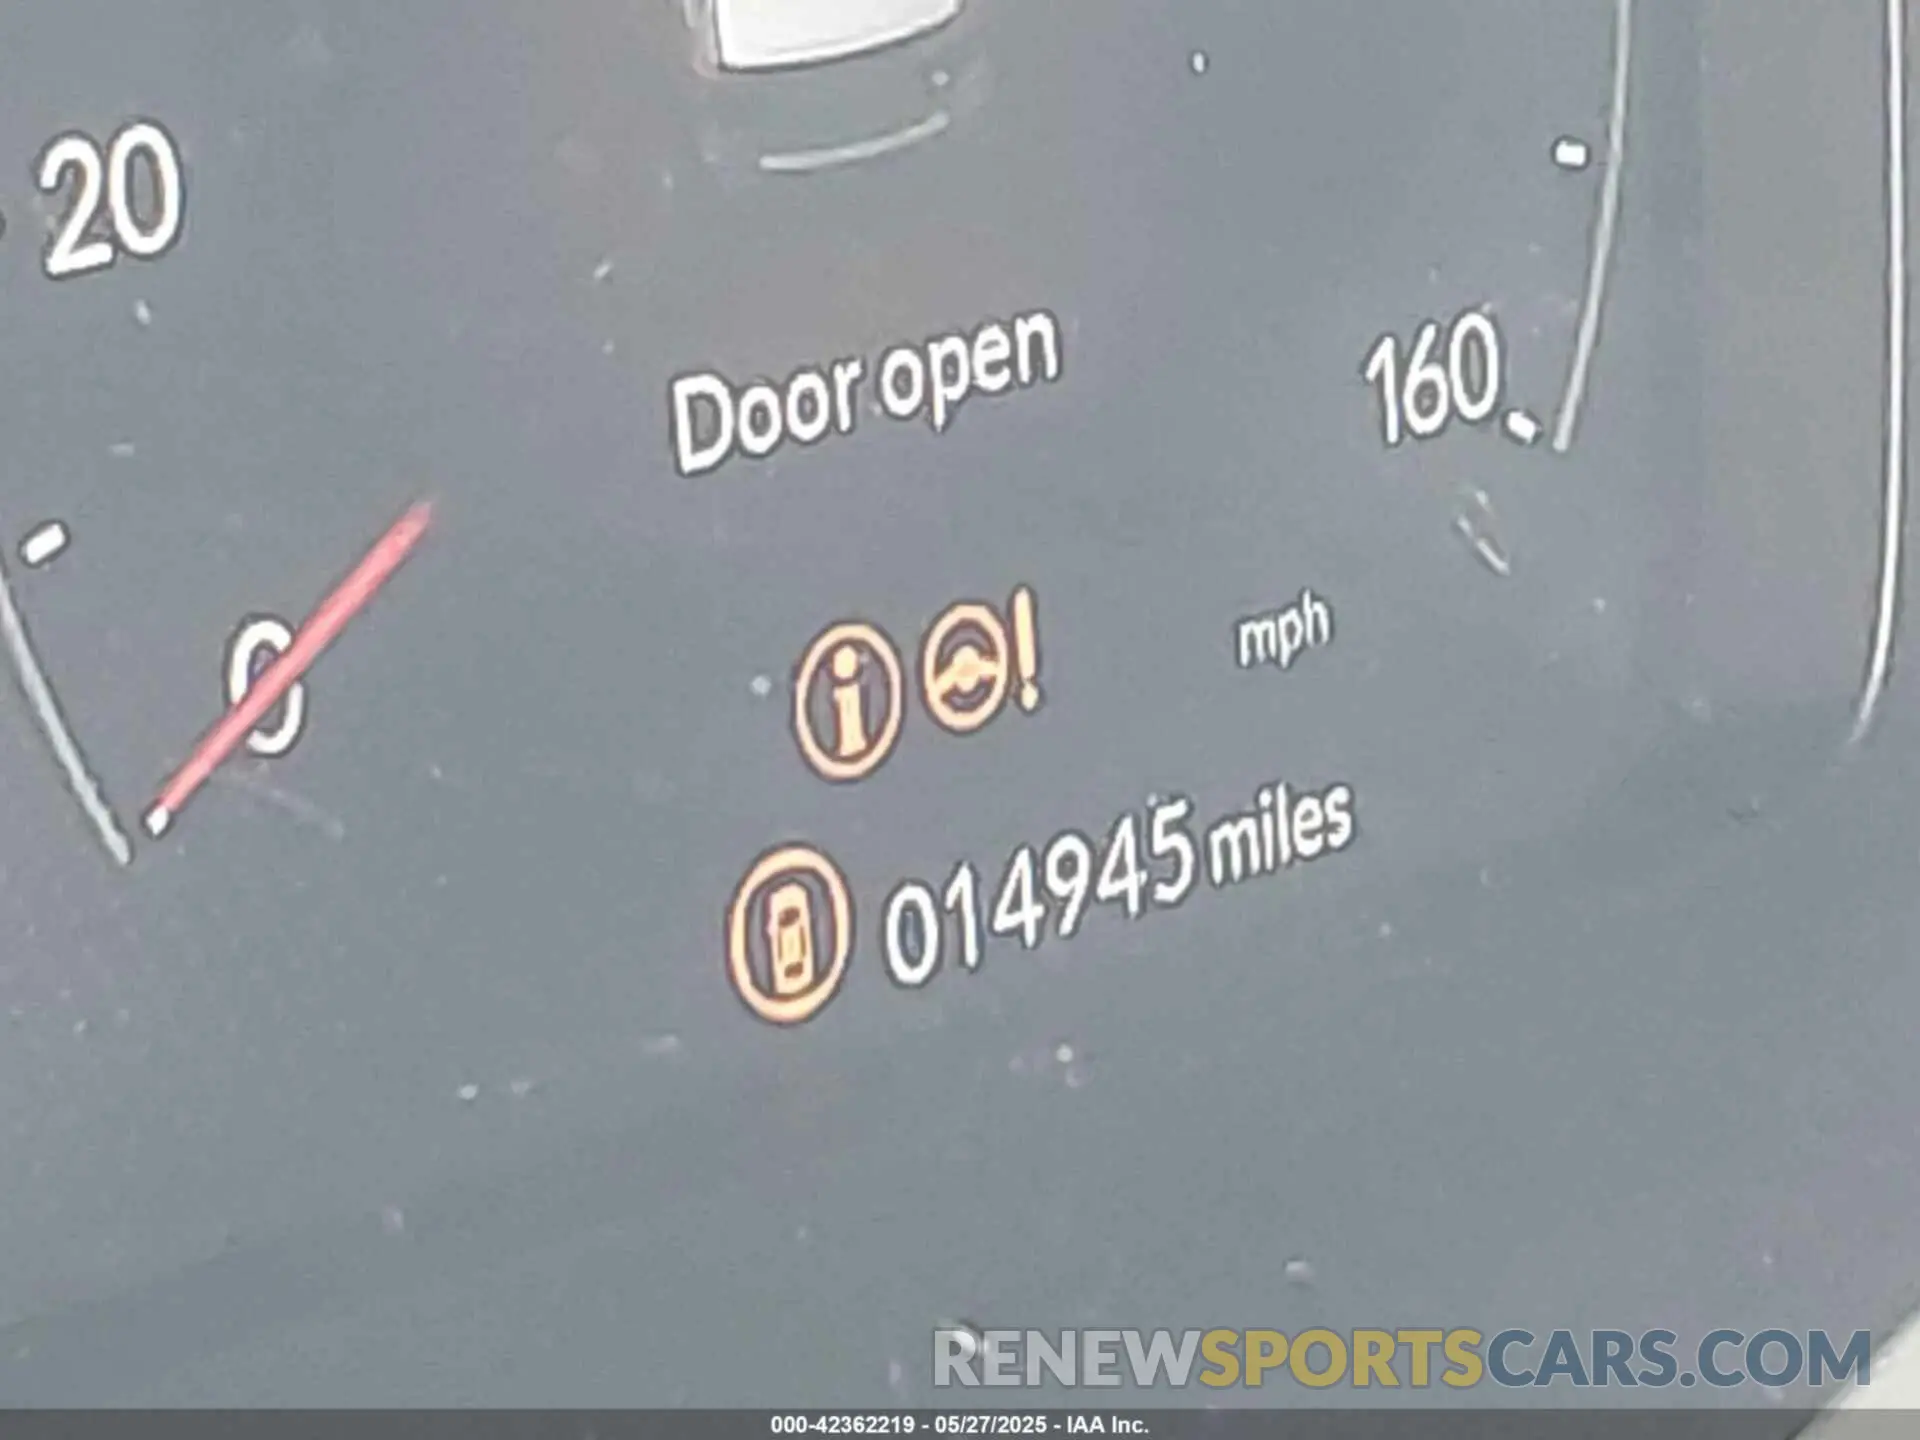 20
Door open
160
0
mph
014945 miles
RENEWSPORTSCARS.COM
000-42362219 - 05/27/2025 - IAA Inc.